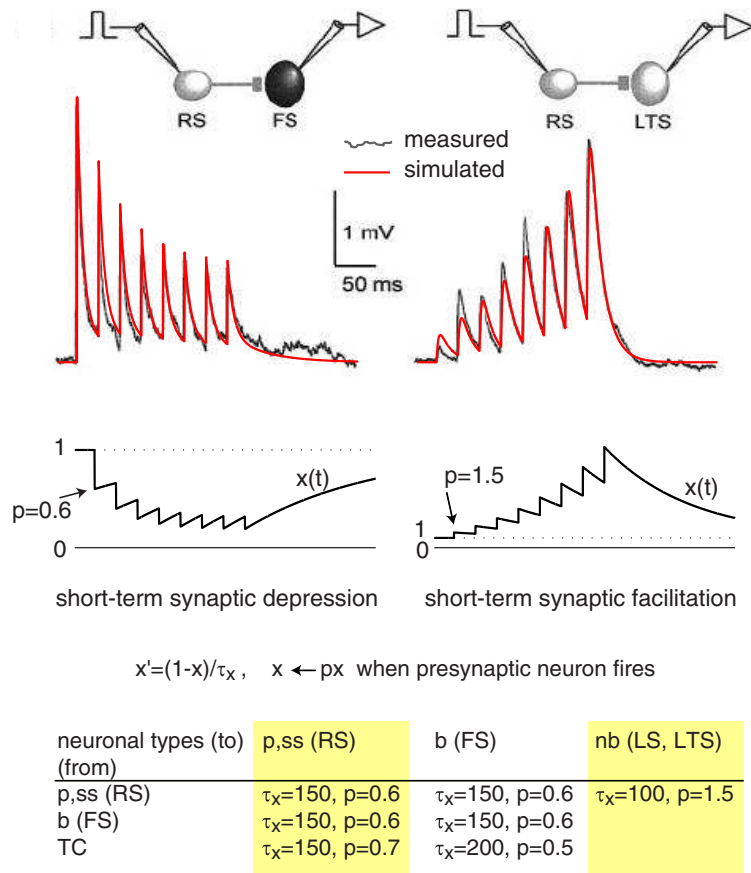 RS FS RS LTS
measured
simulated
1 mV
50 ms
1 x(t) p=0.6 0
p=1.5 x(t) 1 0
short-term synaptic depression short-term synaptic facilitation
x'=(1-x)/τx , x ← px when presynaptic neuron fires
neuronal types (to) p,ss (RS) b (FS) nb (LS, LTS)
(from)
p,ss (RS) τx=150, p=0.6 τx=150, p=0.6 τx=100, p=1.5
b (FS) τx=150, p=0.6 τx=150, p=0.6
TC τx=150, p=0.7 τx=200, p=0.5